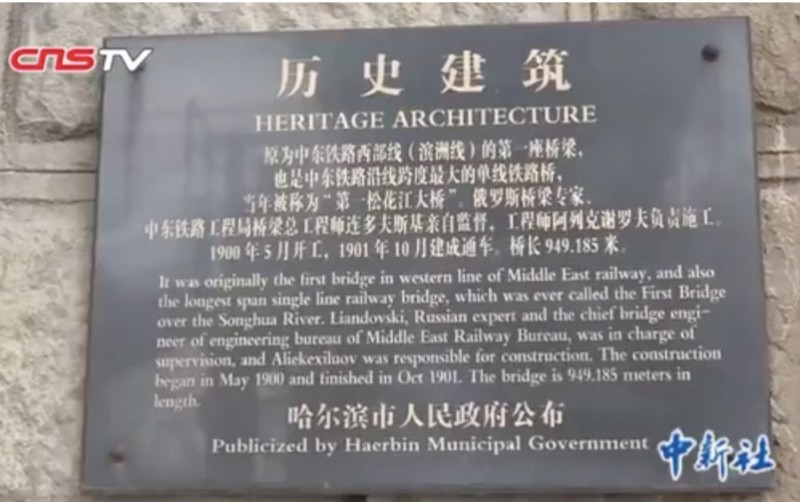 CNSTV
历史建筑
HERITAGE ARCHITECTURE
原为中东铁路西部线（滨洲线）的第一座桥梁，
也是中东铁路沿线跨度最大的单线铁路桥，
当年被称为“第一松花江大桥”。俄罗斯桥梁专家．
中东铁路工程局桥梁总工程师连多夫斯基亲自监督，工程师阿列克谢罗夫负责施工。
1900年5月开工，1901年10月建成通车。桥长949.185米。
It was originally the first bridge in western line of Middle East railway, and also
the longest span single line railway bridge, which was ever called the First Bridge
over the Songhua River. Liandovski, Russian expert and the chief bridge engi-
neer of engineering bureau of Middle East Railway Bureau, was in charge of
supervision, and Aliekexiluov was responsible for construction. The construction
began in May 1900 and finished in Oct 1901. The bridge is 949.185 meters in
length.
哈尔滨市人民政府公布
Publicized by Haerbin Municipal Government
中新社